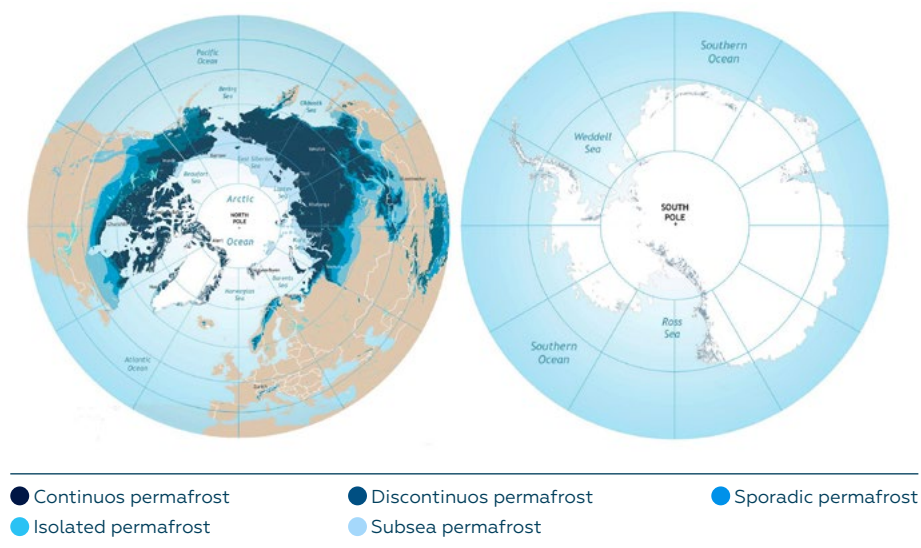 Pacific
Ocean
Bering
Sea
Okhotsk
Sea
East Siberian
Sea
Beaufort
Sea
Laptev
Sea
Arctic
NORTH
POLE
Ocean
Barents
Sea
Norwegian
Sea
Atlantic
Ocean
Zurich
Southern
Ocean
Weddell
Sea
SOUTH
POLE
Ross
Sea
Southern
Ocean
Continuos permafrost
Discontinuos permafrost
Sporadic permafrost
Isolated permafrost
Subsea permafrost